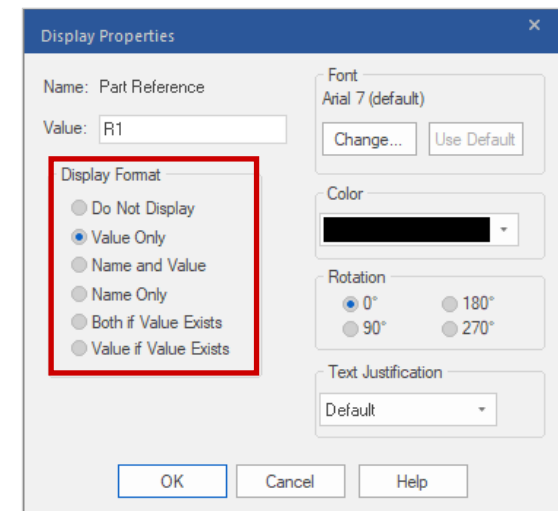 Display Properties
Name: Part Reference
Value: R1
Display Format
Do Not Display
Value Only
Name and Value
Name Only
Both if Value Exists
Value if Value Exists
Font
Arial 7 (default)
Change... Use Default
Color
Rotation
0° 180°
90° 270°
Text Justification
Default
OK Cancel Help